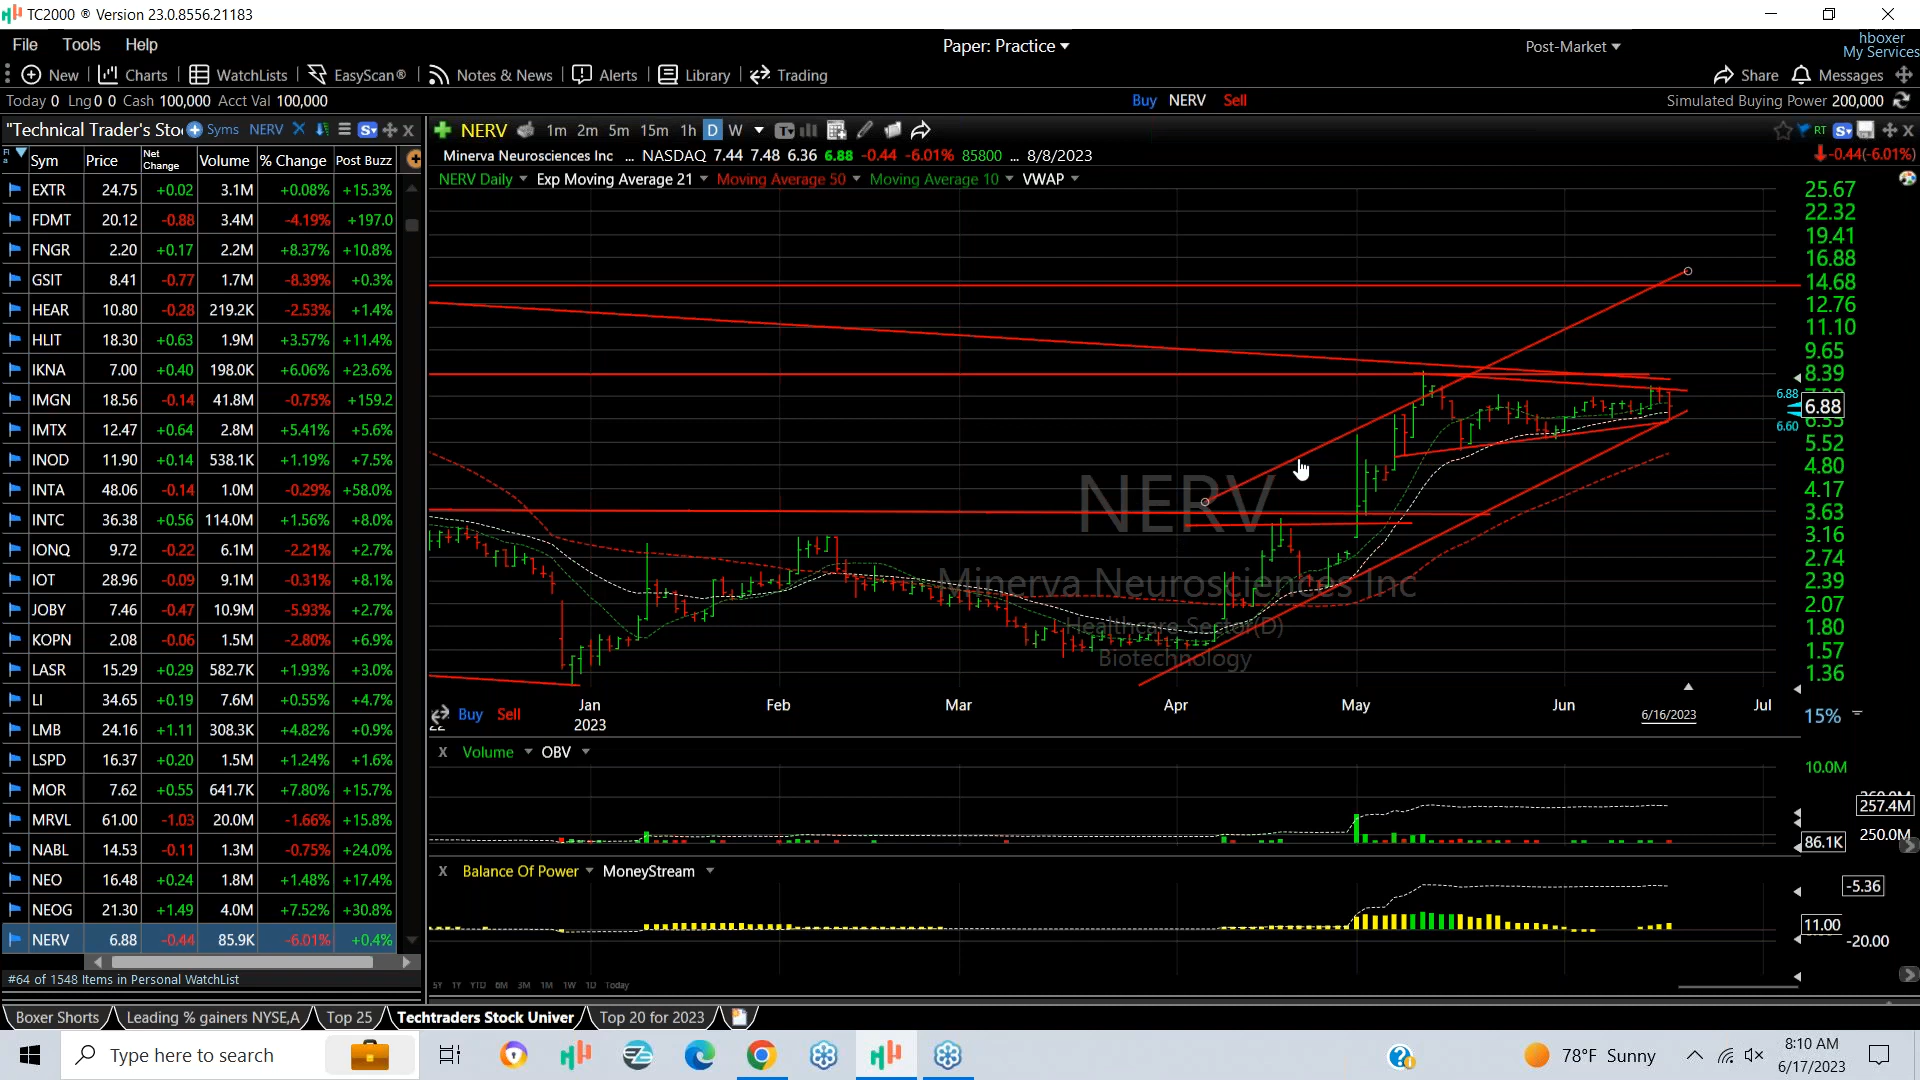 TC2000 ® Version 23.0.8556.21183
File Tools Help
Paper: Practice
Post-Market
hboxer
My Services
New Charts WatchLists EasyScan® Notes & News Alerts Library Trading
Share Messages
Today 0 Lng 0 0 Cash 100,000 Acct Val 100,000
Buy NERV Sell
Simulated Buying Power 200,000
"Technical Trader's Sto Syms NERV
NERV 1m 2m 5m 15m 1h D W
RT
Minerva Neurosciences Inc ... NASDAQ 7.44 7.48 6.36 6.88 -0.44 -6.01% 85800 ... 8/8/2023
-0.44(-6.01%)
NERV Daily Exp Moving Average 21 Moving Average 50 Moving Average 10 VWAP
Sym Price Net Change Volume % Change Post Buzz
EXTR 24.75 +0.02 3.1M +0.08% +15.3%
FDMT 20.12 -0.88 3.4M -4.19% +197.0
FNGR 2.20 +0.17 2.2M +8.37% +10.8%
GSIT 8.41 -0.77 1.7M -8.39% +0.3%
HEAR 10.80 -0.28 219.2K -2.53% +1.4%
HLIT 18.30 +0.63 1.9M +3.57% +11.4%
IKNA 7.00 +0.40 198.0K +6.06% +23.6%
IMGN 18.56 -0.14 41.8M -0.75% +159.2
IMTX 12.47 +0.64 2.8M +5.41% +5.6%
INOD 11.90 +0.14 538.1K +1.19% +7.5%
INTA 48.06 -0.14 1.0M -0.29% +58.0%
INTC 36.38 +0.56 114.0M +1.56% +8.0%
IONQ 9.72 -0.22 6.1M -2.21% +2.7%
IOT 28.96 -0.09 9.1M -0.31% +8.1%
JOBY 7.46 -0.47 10.9M -5.93% +2.7%
KOPN 2.08 -0.06 1.5M -2.80% +6.9%
LASR 15.29 +0.29 582.7K +1.93% +3.0%
LI 34.65 +0.19 7.6M +0.55% +4.7%
LMB 24.16 +1.11 308.3K +4.82% +0.9%
LSPD 16.37 +0.20 1.5M +1.24% +1.6%
MOR 7.62 +0.55 641.7K +7.80% +15.7%
MRVL 61.00 -1.03 20.0M -1.66% +15.8%
NABL 14.53 -0.11 1.3M -0.75% +24.0%
NEO 16.48 +0.24 1.8M +1.48% +17.4%
NEOG 21.30 +1.49 4.0M +7.52% +30.8%
NERV 6.88 -0.44 85.9K -6.01% +0.4%
#64 of 1548 Items in Personal WatchList
25.67
22.32
19.41
16.88
14.68
12.76
11.10
9.65
8.39
6.88
6.88
6.60
5.52
4.80
4.17
3.63
3.16
2.74
2.39
2.07
1.80
1.57
1.36
15%
NERV
Minerva Neurosciences Inc
Healthcare Sector(D)
Biotechnology
Jan Feb Mar Apr May Jun Jul
2023
6/16/2023
Buy Sell
22
X Volume OBV
10.0M
257.4M
250.0M
86.1K
X Balance Of Power MoneyStream
-5.36
11.00
-20.00
5Y 1Y YTD 6M 3M 1M 1W 1D Today
Boxer Shorts Leading % gainers NYSE,A Top 25 Techtraders Stock Univer Top 20 for 2023
Type here to search
78°F Sunny
8:10 AM
6/17/2023